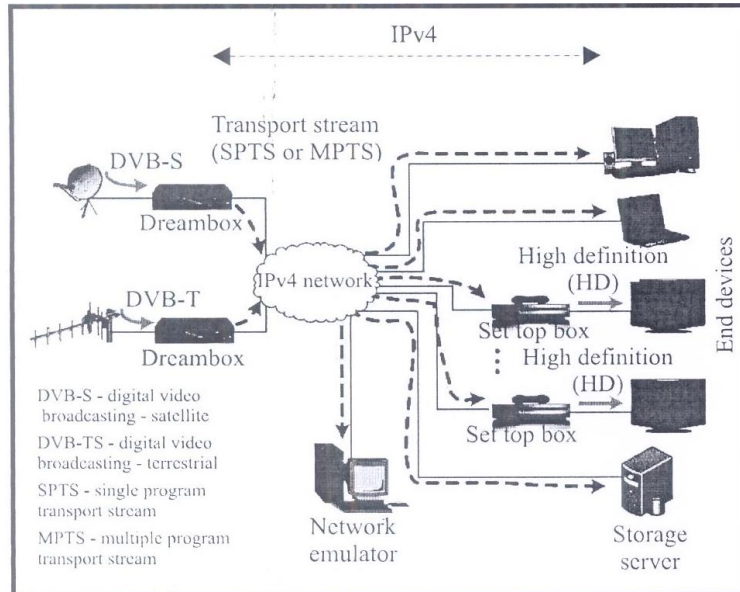 IPv4
Transport stream
(SPTS or MPTS)
DVB-S
Dreambox
IPv4 network
DVB-T
Dreambox
High definition
(HD)
Set top box
High definition
(HD)
Set top box
End devices
DVB-S - digital video
broadcasting - satellite
DVB-TS - digital video
broadcasting - terrestrial
SPTS - single program
transport stream
MPTS - multiple program
transport stream
Network
emulator
Storage
server